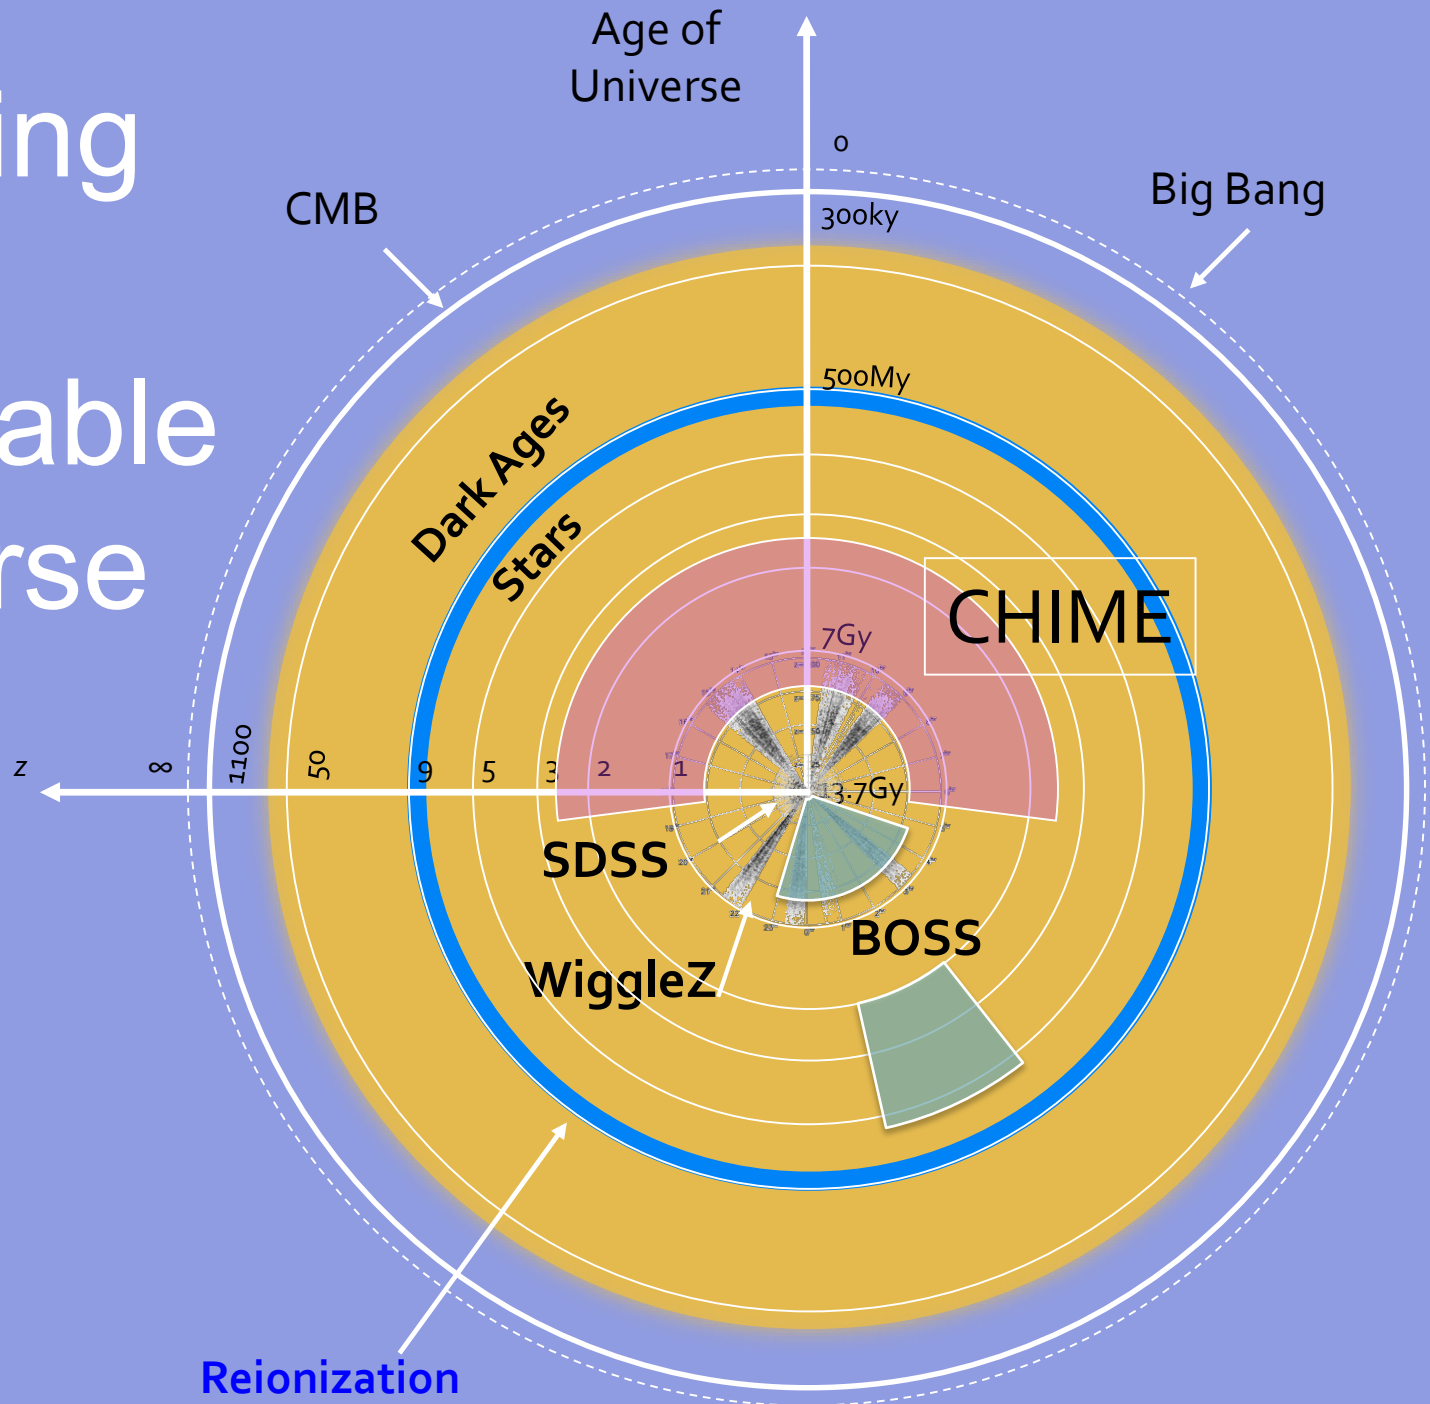 Age of
Universe
ing
0
CMB
Big Bang
300ky
able
500My
Dark Ages
rse
Stars
CHIME
7Gy
z
∞
1100
50
9
5
3
2
1
13.7Gy
SDSS
BOSS
WiggleZ
Reionization